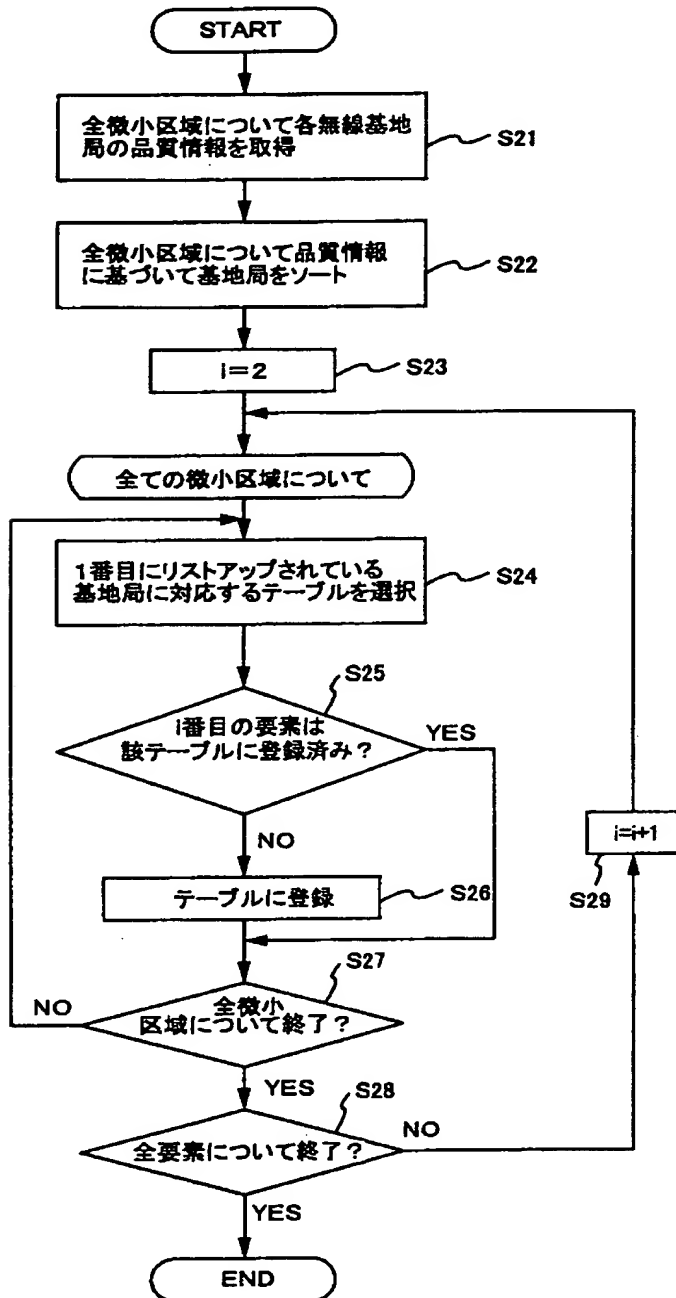 START
全微小区域について各無線基地
局の品質情報を取得
S21
全微小区域について品質情報
に基づいて基地局をソート
S22
i=2
S23
全ての微小区域について
1番目にリストアップされている
基地局に対応するテーブルを選択
S24
S25
i番目の要素は
該テーブルに登録済み?
YES
NO
i=i+1
S29
テーブルに登録
S26
S27
NO
全微小
区域について終了?
YES
S28
NO
全要素について終了?
YES
END